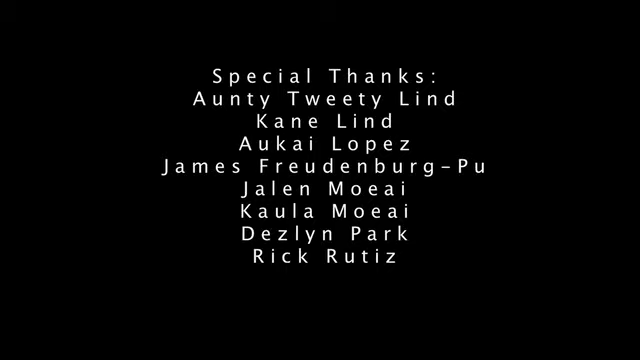 Special Thanks:
Aunty Tweety Lind
Kane Lind
Aukai Lopez
James Freudenburg-Pu
Jalen Moeai
Kaula Moeai
Dezlyn Park
Rick Rutiz